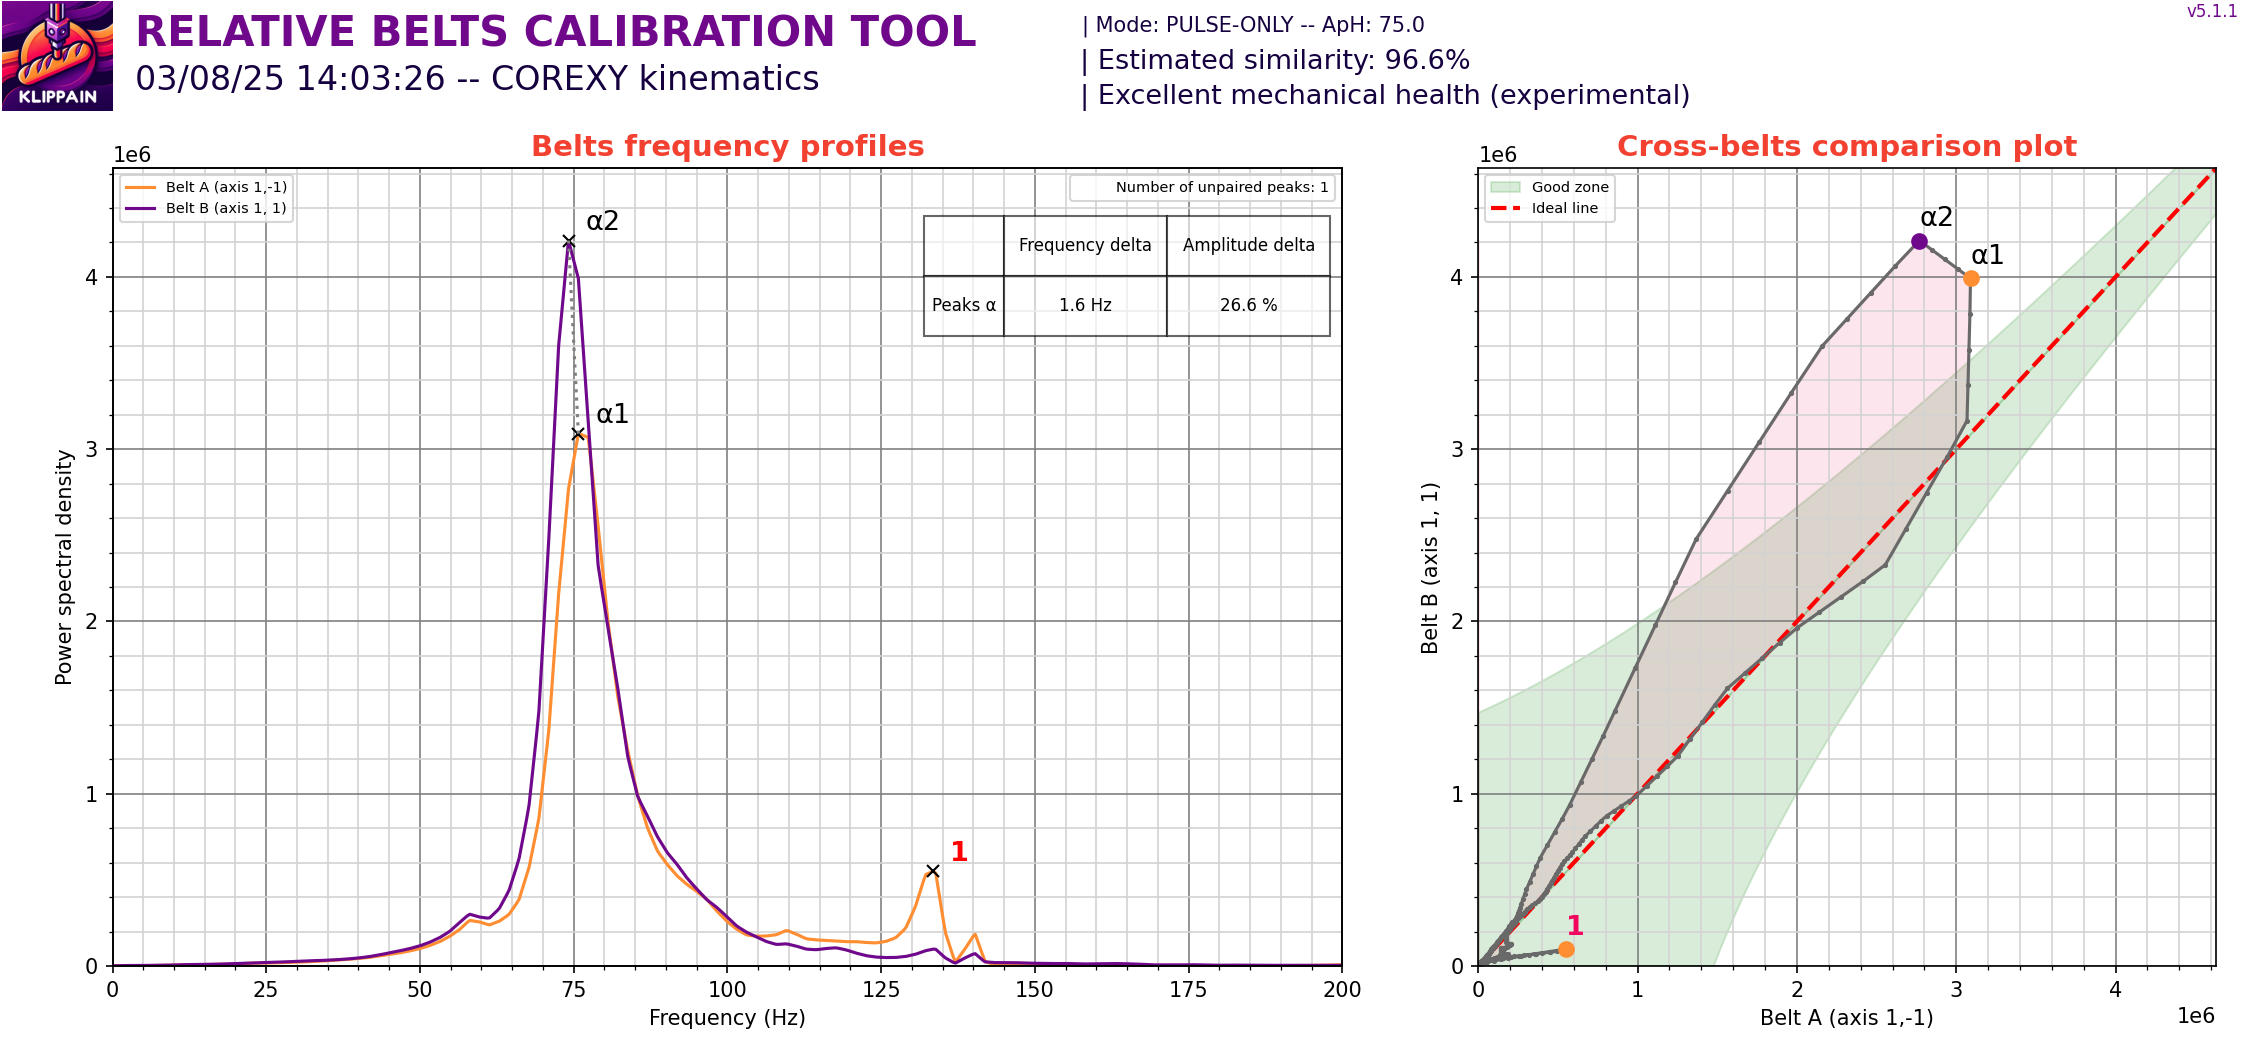 KLIPPAIN
RELATIVE BELTS CALIBRATION TOOL
03/08/25 14:03:26 -- COREXY kinematics
| Mode: PULSE-ONLY -- ApH: 75.0
| Estimated similarity: 96.6%
| Excellent mechanical health (experimental)
v5.1.1
Belts frequency profiles
1e6
Belt A (axis 1,-1)
Belt B (axis 1, 1)
Number of unpaired peaks: 1
Frequency delta Amplitude delta
Peaks α 1.6 Hz 26.6 %
α2
α1
1
Power spectral density
4
3
2
1
0
0 25 50 75 100 125 150 175 200
Frequency (Hz)
Cross-belts comparison plot
1e6
Good zone
Ideal line
α2
α1
1
Belt B (axis 1, 1)
4
3
2
1
0
0 1 2 3 4
Belt A (axis 1,-1)
1e6